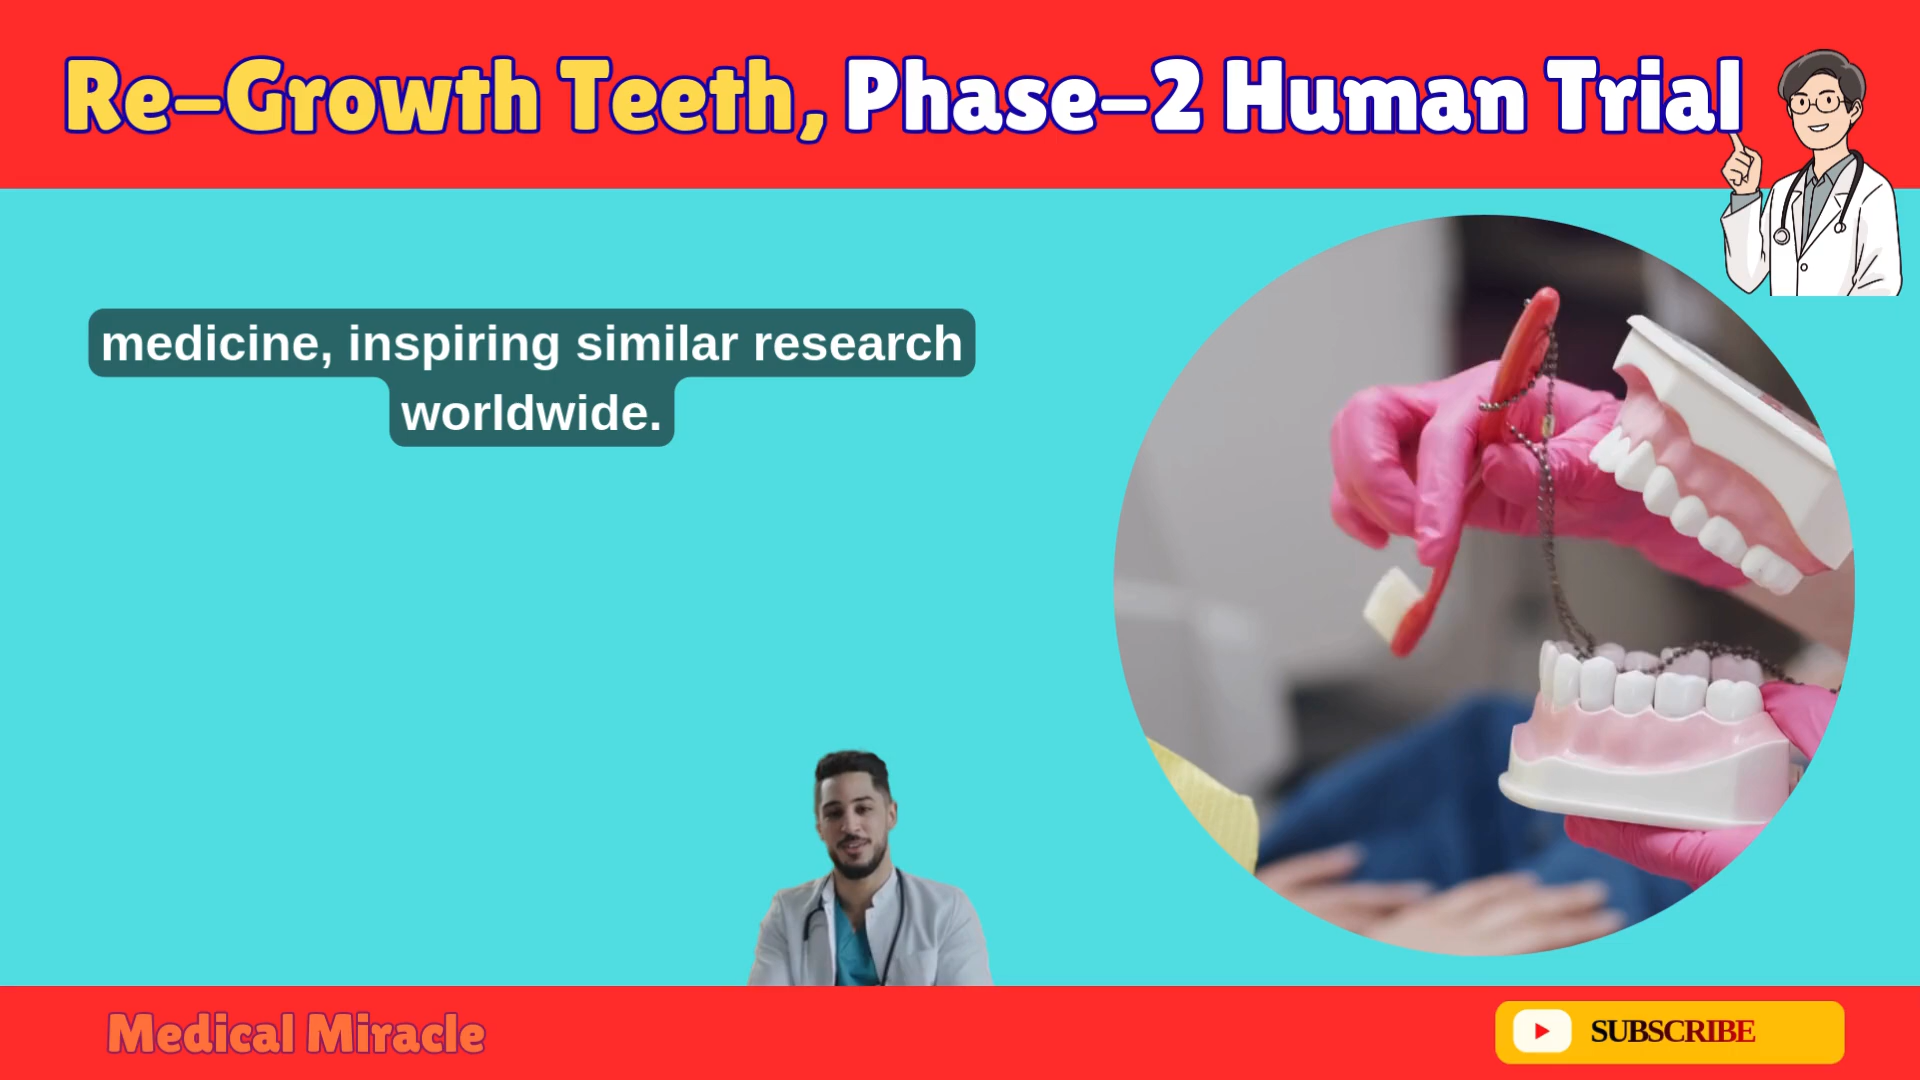 Re-Growth Teeth, Phase-2 Human Trial
medicine, inspiring similar research
worldwide.
Medical Miracle
SUBSCRIBE